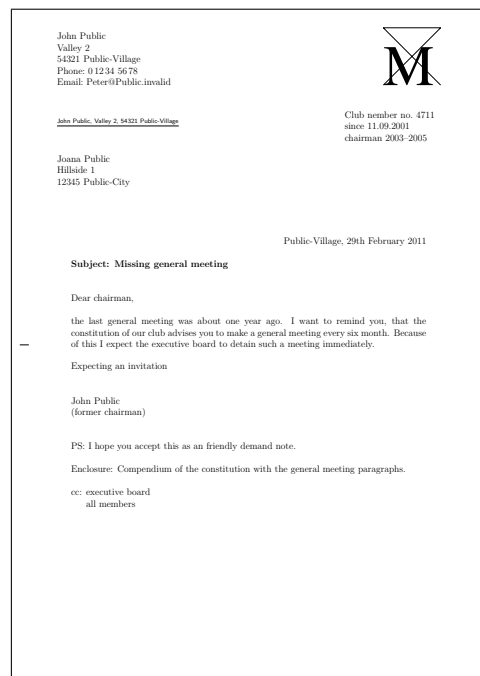 John Public
Valley 2
54321 Public-Village
Phone: 0 12 34 56 78
Email: Peter@Public.invalid
M
John Public, Valley 2, 54321 Public-Village
Club nember no. 4711
since 11.09.2001
chairman 2003–2005
Joana Public
Hillside 1
12345 Public-City
Public-Village, 29th February 2011
Subject: Missing general meeting
Dear chairman,
the last general meeting was about one year ago. I want to remind you, that the
constitution of our club advises you to make a general meeting every six month. Because
of this I expect the executive board to detain such a meeting immediately.
Expecting an invitation
John Public
(former chairman)
PS: I hope you accept this as an friendly demand note.
Enclosure: Compendium of the constitution with the general meeting paragraphs.
cc: executive board
all members